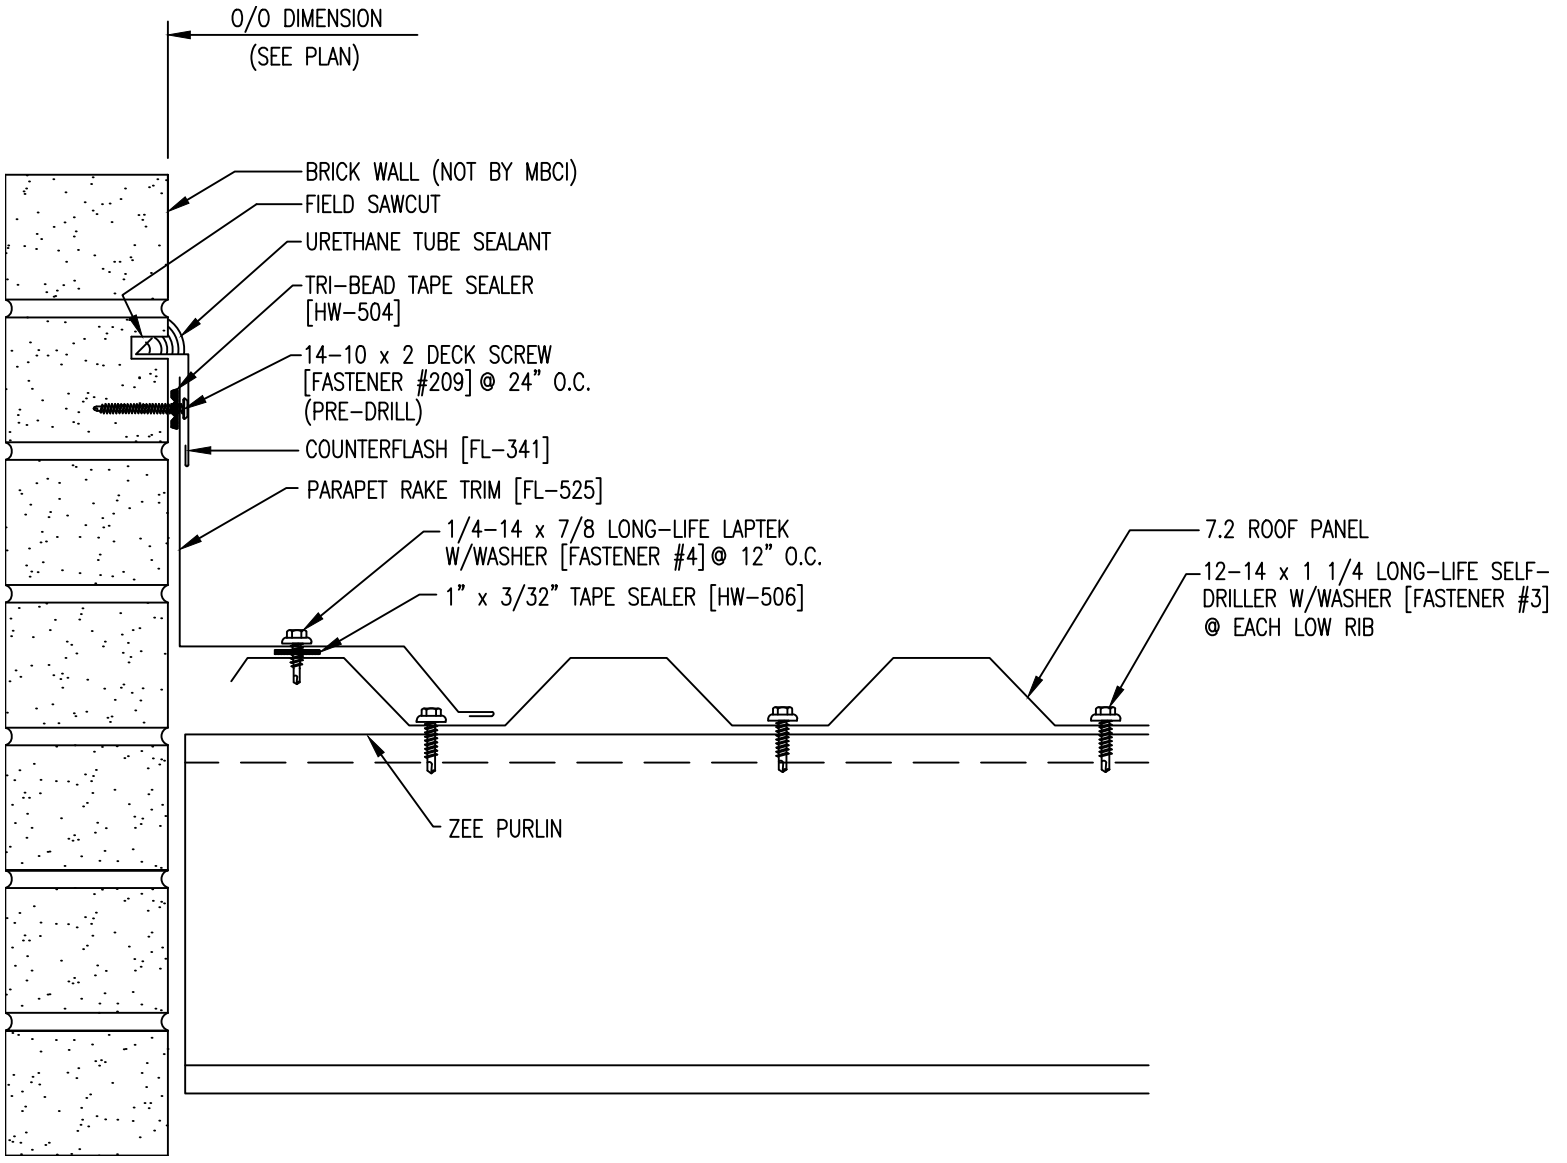 O/O DIMENSION
(SEE PLAN)
BRICK WALL (NOT BY MBCI)
FIELD SAWCUT
URETHANE TUBE SEALANT
TRI-BEAD TAPE SEALER
[HW-504]
14-10 x 2 DECK SCREW
[FASTENER #209] @ 24" O.C.
(PRE-DRILL)
COUNTERFLASH [FL-341]
PARAPET RAKE TRIM [FL-525]
1/4-14 x 7/8 LONG-LIFE LAPTEK
W/WASHER [FASTENER #4] @ 12" O.C.
1" x 3/32" TAPE SEALER [HW-506]
7.2 ROOF PANEL
12-14 x 1 1/4 LONG-LIFE SELF-
DRILLER W/WASHER [FASTENER #3]
@ EACH LOW RIB
ZEE PURLIN